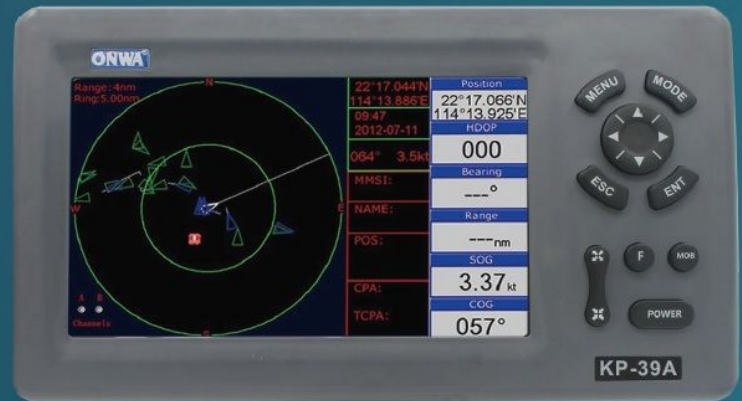 ONWA
Range:4nm
Ring:5.00nm
N
W
E
S
A B
Channels
22°17.044'N
114°13.886'E
09:47
2012-07-11
064° 3.5kt
MMSI:
NAME:
POS:
CPA:
TCPA:
Position
22°17.066'N
114°13.925'E
HDOP
000
Bearing
---°
Range
---nm
SOG
3.37 kt
COG
057°
MENU
MODE
ESC
ENT
F
MOB
POWER
KP-39A